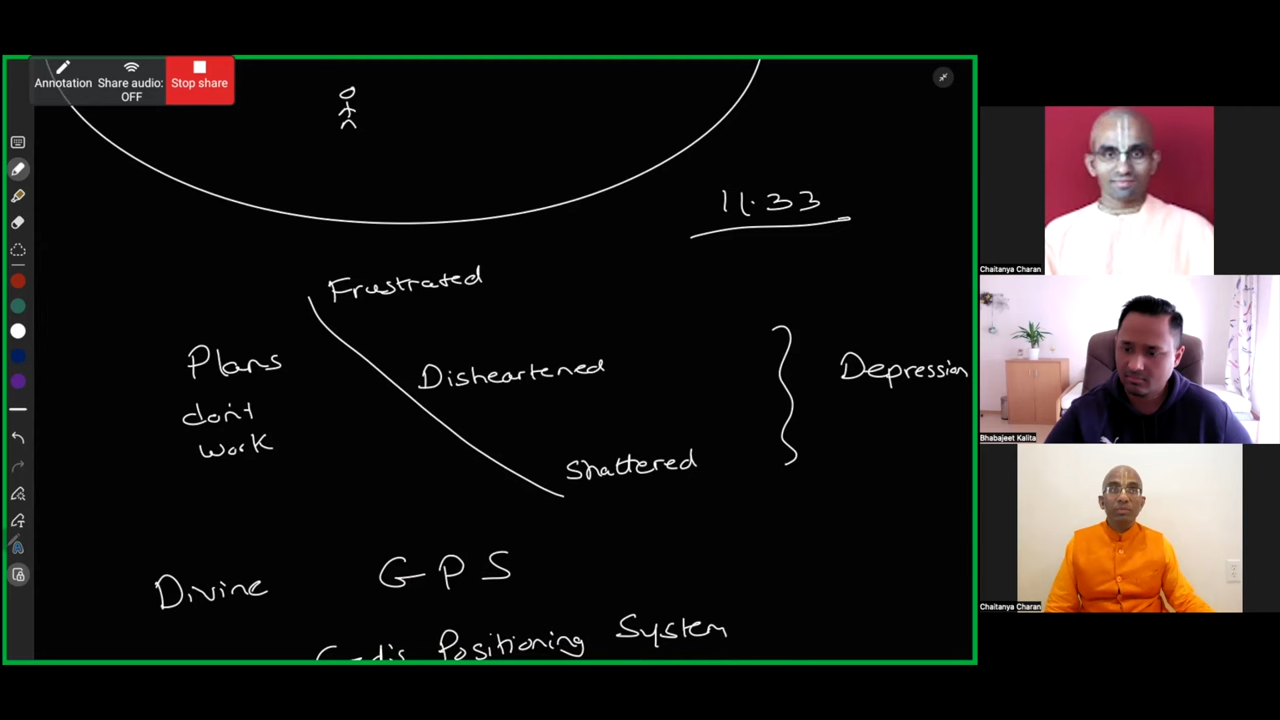 Annotation
Share audio:
OFF
Stop share
11.33
Frustrated
Plans
don't
work
Disheartened
Depression
Shattered
Divine GPS
God's Positioning System
Chaitanya Charan
Bhabajeet Kalita
Chaitanya Charan